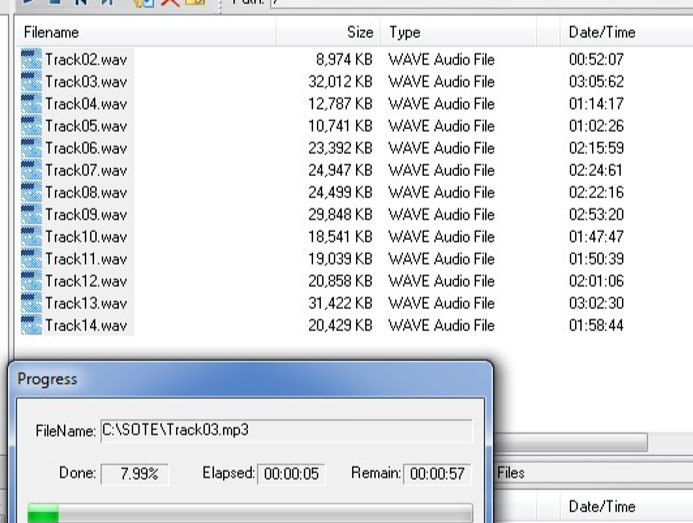 Filename Size Type Date/Time
Track02.wav 8,974 KB WAVE Audio File 00:52:07
Track03.wav 32,012 KB WAVE Audio File 03:05:62
Track04.wav 12,787 KB WAVE Audio File 01:14:17
Track05.wav 10,741 KB WAVE Audio File 01:02:26
Track06.wav 23,392 KB WAVE Audio File 02:15:59
Track07.wav 24,947 KB WAVE Audio File 02:24:61
Track08.wav 24,499 KB WAVE Audio File 02:22:16
Track09.wav 29,848 KB WAVE Audio File 02:53:20
Track10.wav 18,541 KB WAVE Audio File 01:47:47
Track11.wav 19,039 KB WAVE Audio File 01:50:39
Track12.wav 20,858 KB WAVE Audio File 02:01:06
Track13.wav 31,422 KB WAVE Audio File 03:02:30
Track14.wav 20,429 KB WAVE Audio File 01:58:44
Progress
FileName: C:\SOTE\Track03.mp3
Done: 7.99% Elapsed: 00:00:05 Remain: 00:00:57 Files
Date/Time